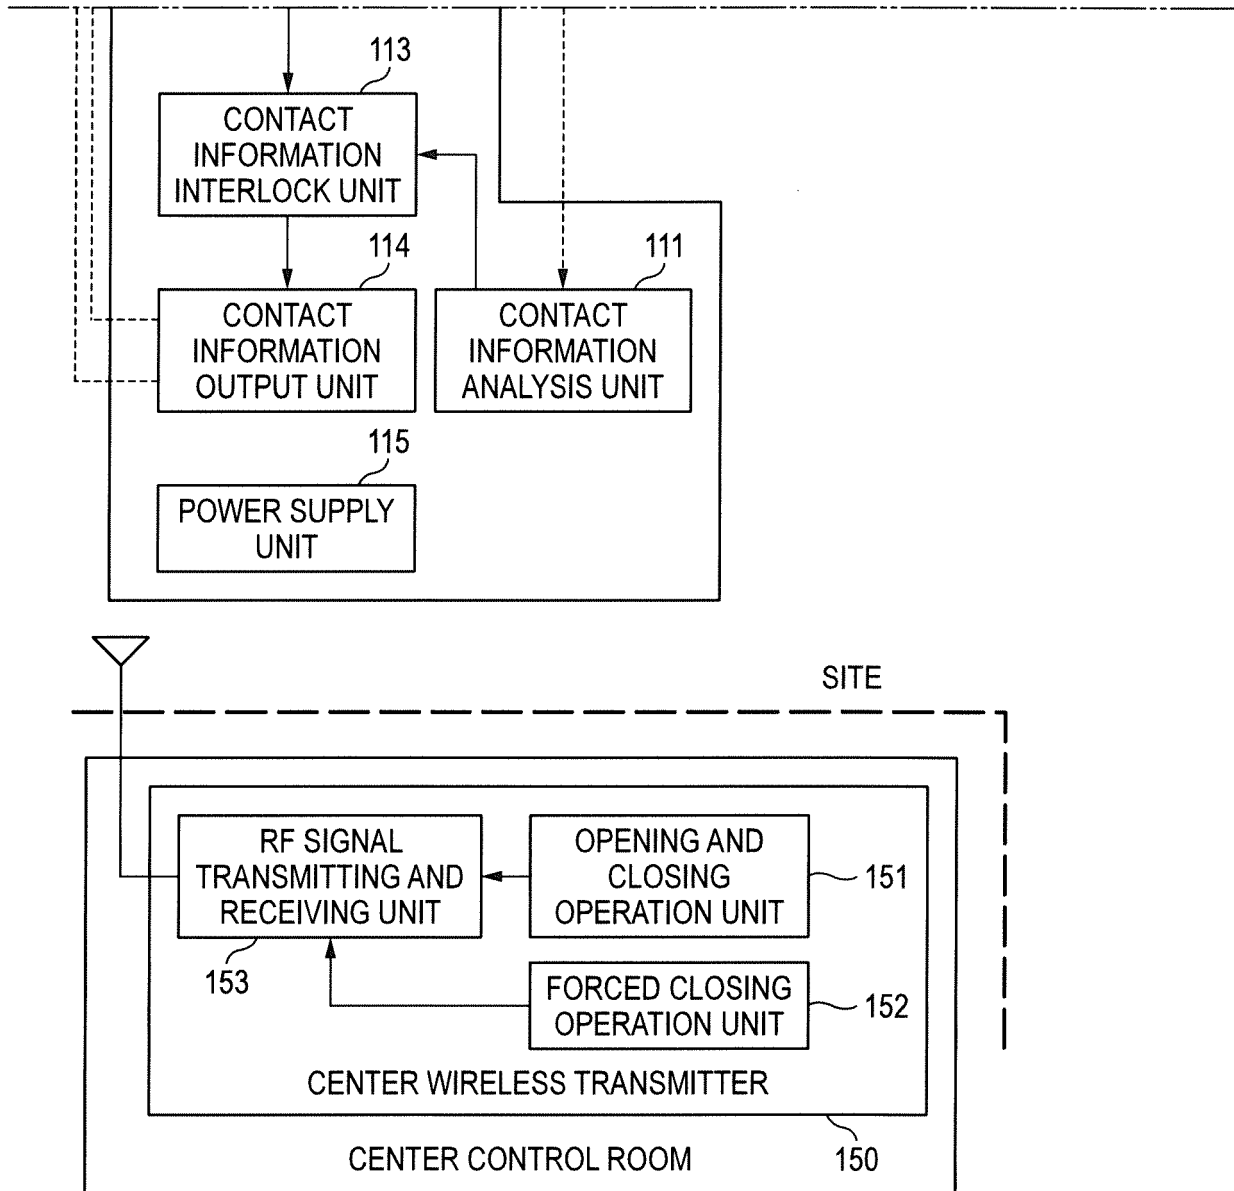 113
CONTACT
INFORMATION
INTERLOCK UNIT
114
CONTACT
INFORMATION
OUTPUT UNIT
111
CONTACT
INFORMATION
ANALYSIS UNIT
115
POWER SUPPLY
UNIT
SITE
RF SIGNAL
TRANSMITTING AND
RECEIVING UNIT
153
OPENING AND
CLOSING
OPERATION UNIT
151
FORCED CLOSING
OPERATION UNIT
152
CENTER WIRELESS TRANSMITTER
150
CENTER CONTROL ROOM